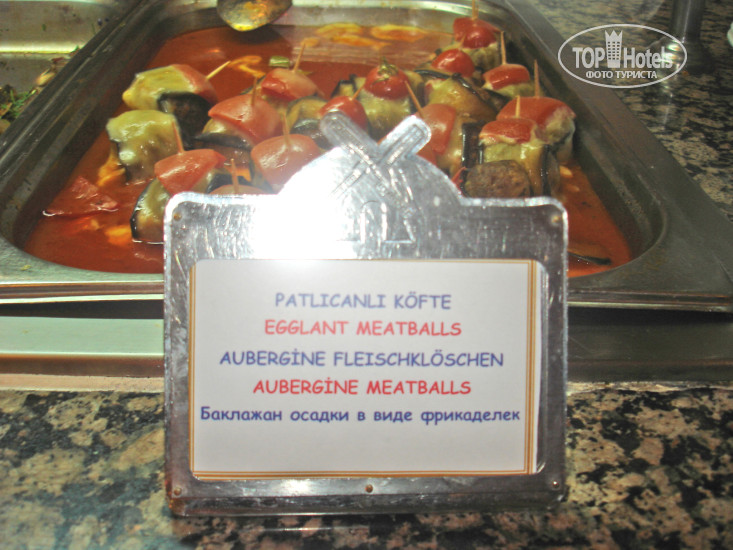 TOP Hotels
ФОТО ТУРИСТА
PATLICANLI KÖFTE
EGGLANT MEATBALLS
AUBERGİNE FLEISCHKLÖSCHEN
AUBERGİNE MEATBALLS
Баклажан осадки в виде фрикаделек